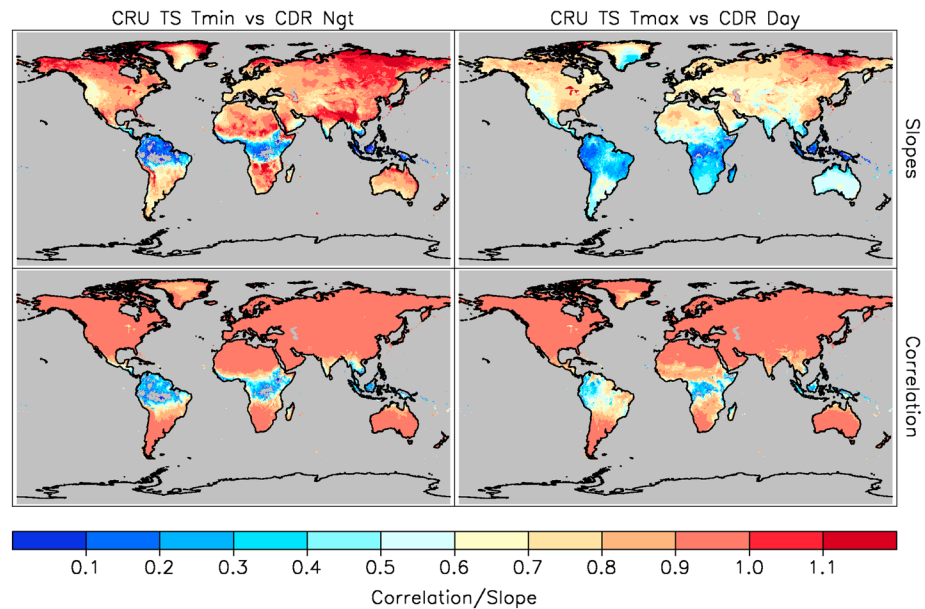 CRU TS Tmin vs CDR Ngt
CRU TS Tmax vs CDR Day
Slopes
Correlation
0.1 0.2 0.3 0.4 0.5 0.6 0.7 0.8 0.9 1.0 1.1
Correlation/Slope